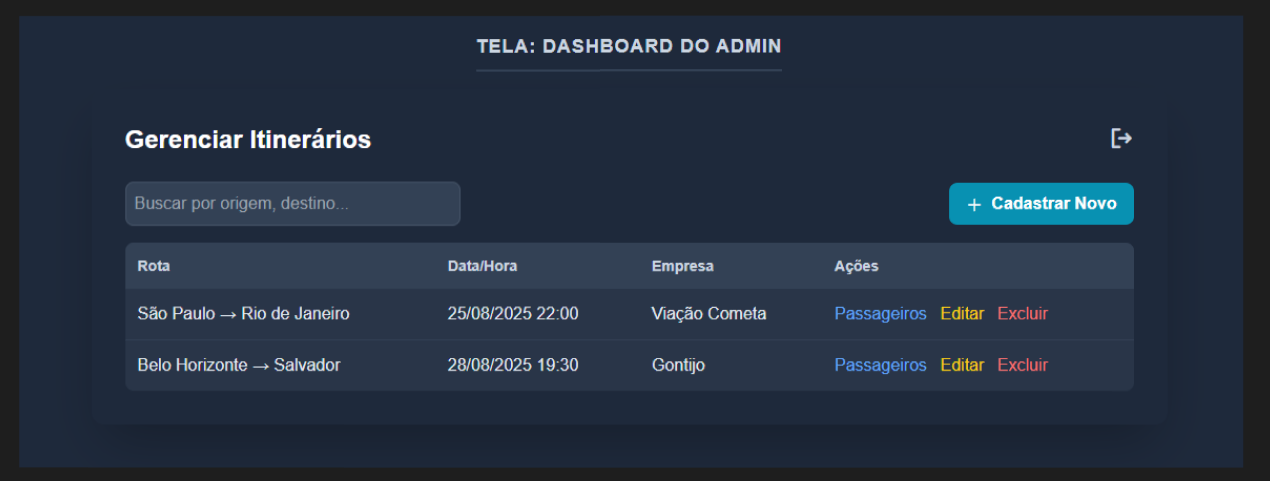 TELA: DASHBOARD DO ADMIN
Gerenciar Itinerários
Buscar por origem, destino...
+ Cadastrar Novo
Rota Data/Hora Empresa Ações
São Paulo → Rio de Janeiro 25/08/2025 22:00 Viação Cometa Passageiros Editar Excluir
Belo Horizonte → Salvador 28/08/2025 19:30 Gontijo Passageiros Editar Excluir